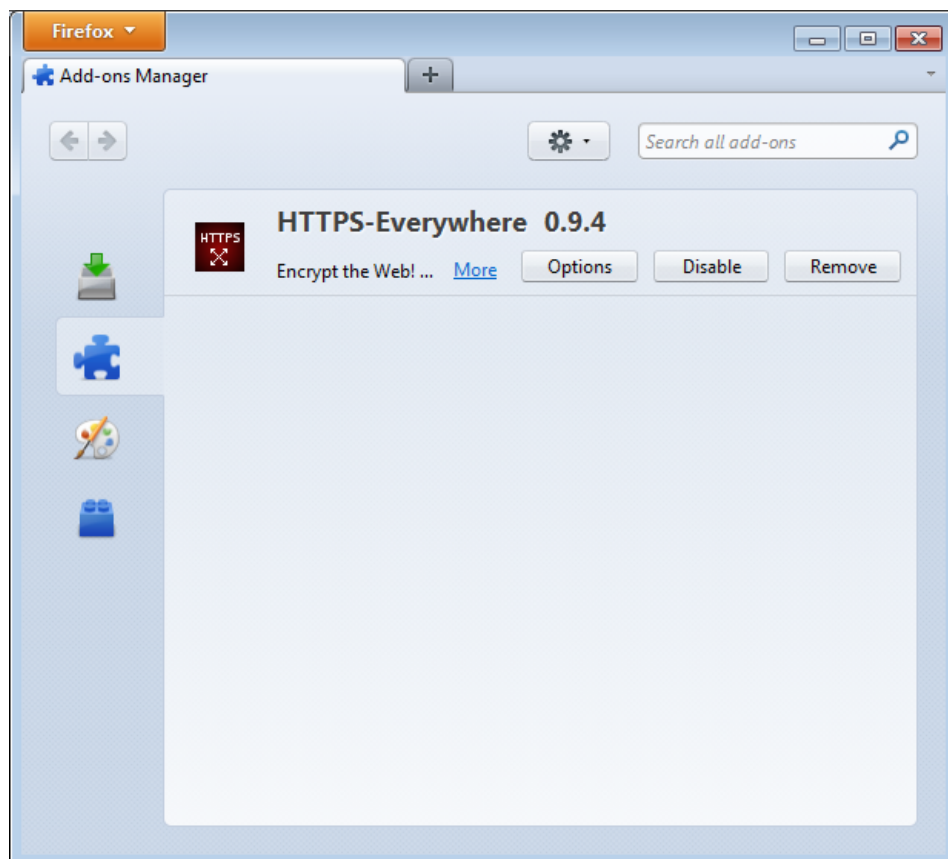 Firefox
Add-ons Manager
Search all add-ons
HTTPS
HTTPS-Everywhere 0.9.4
Encrypt the Web! ... More Options Disable Remove